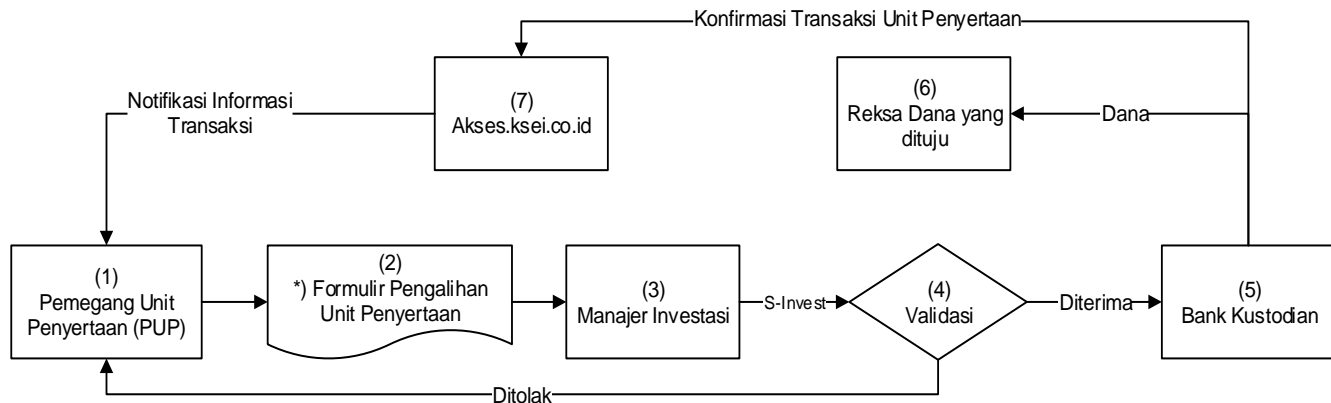 Konfirmasi Transaksi Unit Penyertaan
Notifikasi Informasi
Transaksi
(7)
Akses.ksei.co.id
(6)
Reksa Dana yang
dituju
Dana
(1)
Pemegang Unit
Penyertaan (PUP)
(2)
*) Formulir Pengalihan
Unit Penyertaan
(3)
Manajer Investasi
S-Invest
(4)
Validasi
Diterima
(5)
Bank Kustodian
Ditolak